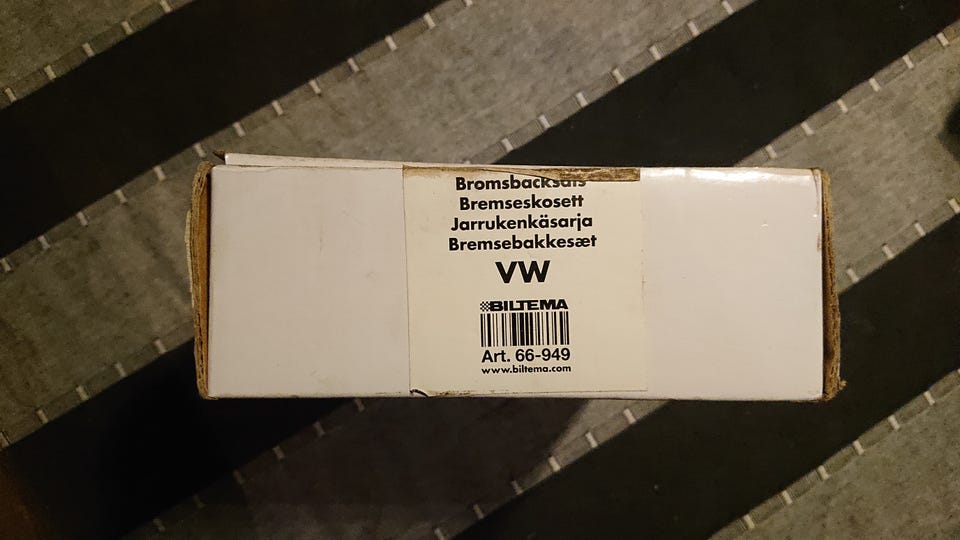 Bromsbacksats
Bremseskosett
Jarrukenkäsarja
Bremsebakkesæt
VW
BILTEMA
Art. 66-949
www.biltema.com